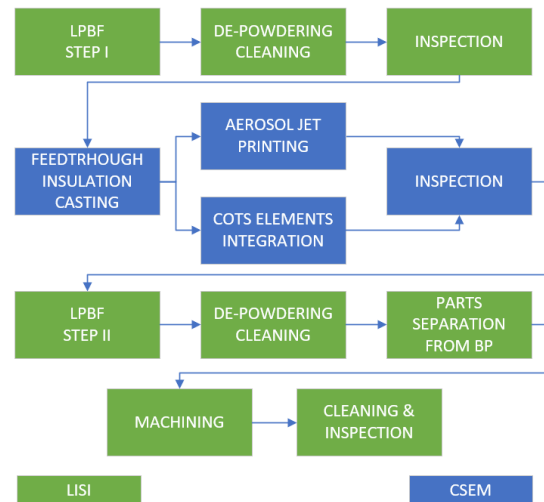 LPBF
STEP I
DE-POWDERING
CLEANING
INSPECTION
FEEDTRHOUGH
INSULATION
CASTING
AEROSOL JET
PRINTING
COTS ELEMENTS
INTEGRATION
INSPECTION
LPBF
STEP II
DE-POWDERING
CLEANING
PARTS
SEPARATION
FROM BP
MACHINING
CLEANING &
INSPECTION
LISI
CSEM